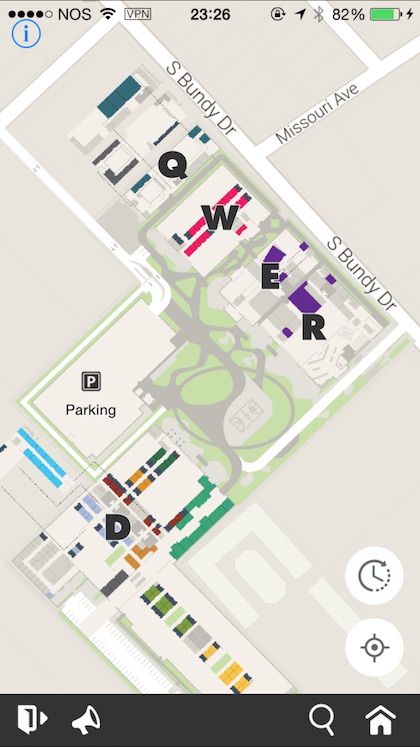 NOS VPN 23:26 82%
i
S Bundy Dr
Missouri Ave
Q
W
S Bundy Dr
E
R
P
Parking
D